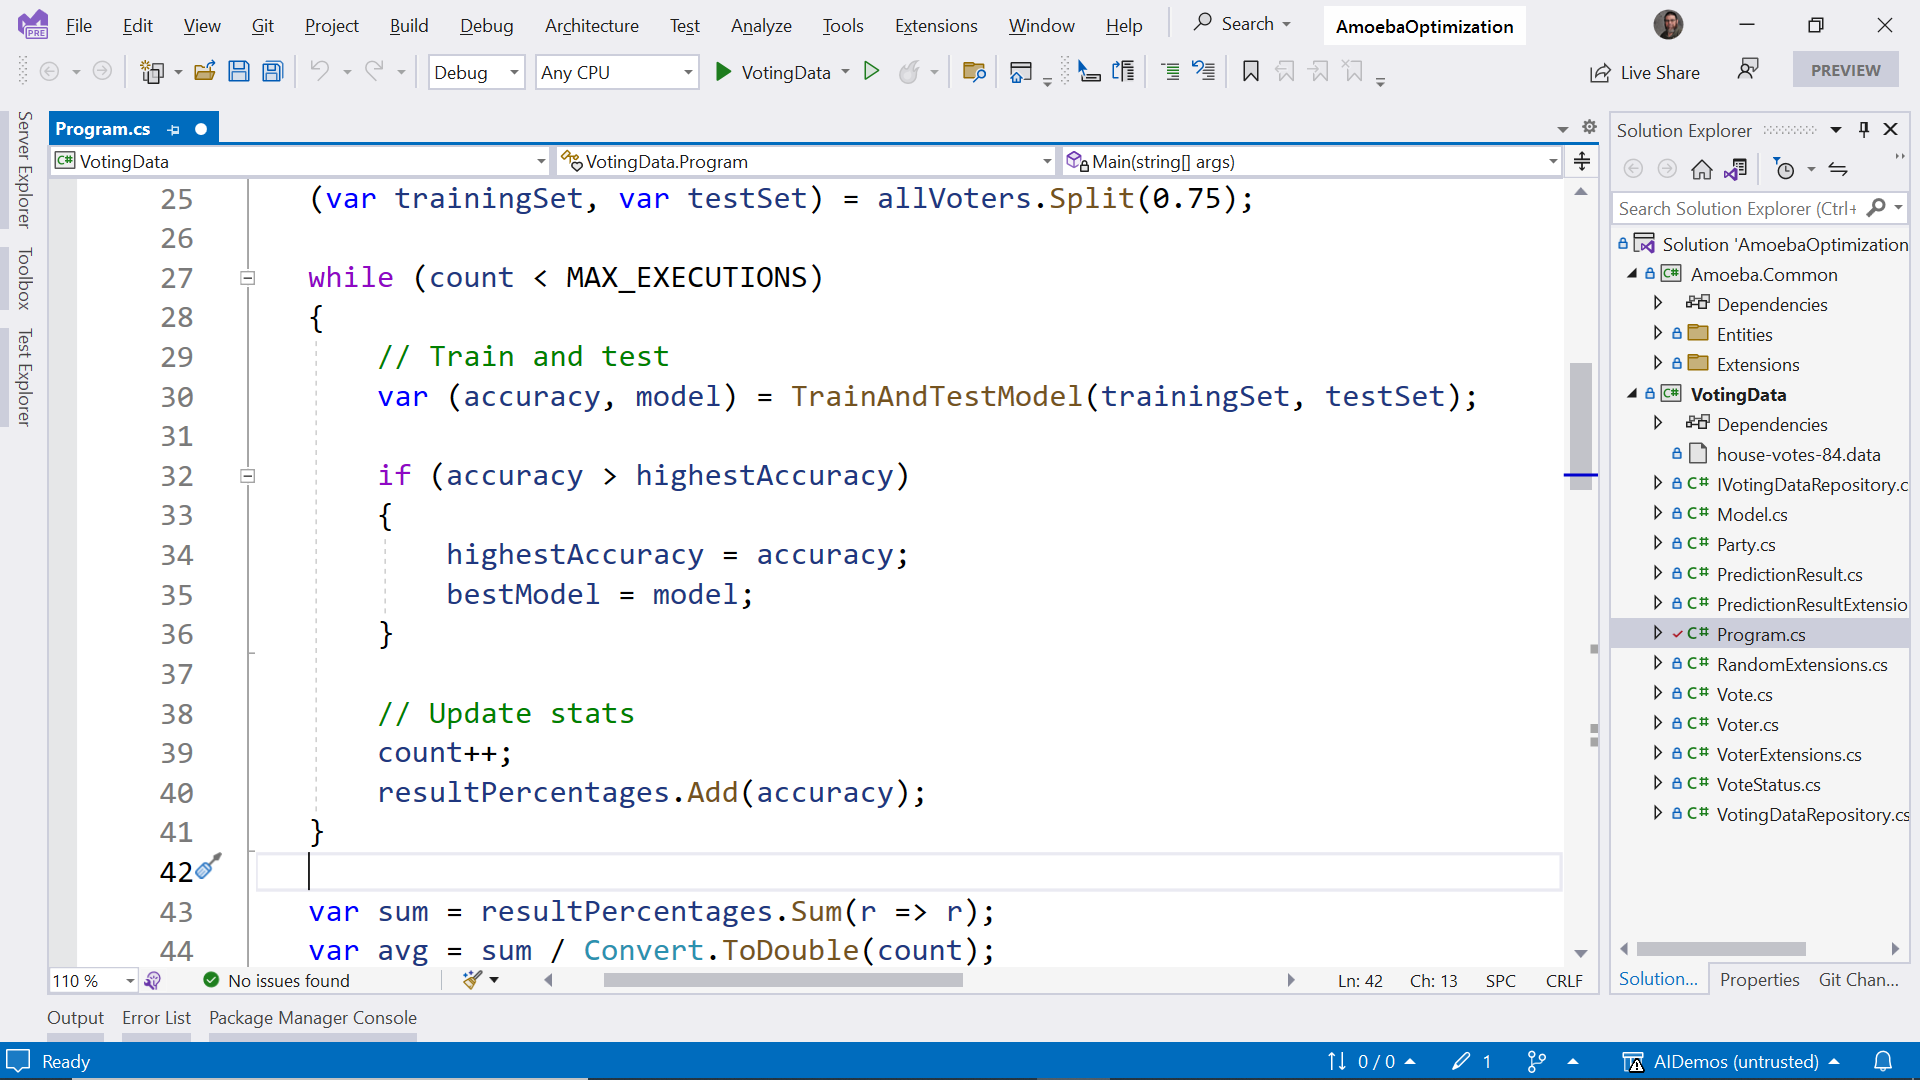 File Edit View Git Project Build Debug Architecture Test Analyze Tools Extensions Window Help Search AmoebaOptimization
PRE
Debug Any CPU VotingData Live Share PREVIEW
Server Explorer
Toolbox
Test Explorer
Program.cs
C# VotingData VotingData.Program Main(string[] args)
25 (var trainingSet, var testSet) = allVoters.Split(0.75);
26
27 while (count < MAX_EXECUTIONS)
28 {
29 // Train and test
30 var (accuracy, model) = TrainAndTestModel(trainingSet, testSet);
31
32 if (accuracy > highestAccuracy)
33 {
34 highestAccuracy = accuracy;
35 bestModel = model;
36 }
37
38 // Update stats
39 count++;
40 resultPercentages.Add(accuracy);
41 }
42
43 var sum = resultPercentages.Sum(r => r);
44 var avg = sum / Convert.ToDouble(count);
110 % No issues found Ln: 42 Ch: 13 SPC CRLF
Solution Explorer
Search Solution Explorer (Ctrl+
Solution 'AmoebaOptimization
C# Amoeba.Common
Dependencies
Entities
Extensions
C# VotingData
Dependencies
house-votes-84.data
C# IVotingDataRepository.c
C# Model.cs
C# Party.cs
C# PredictionResult.cs
C# PredictionResultExtensio
C# Program.cs
C# RandomExtensions.cs
C# Vote.cs
C# Voter.cs
C# VoterExtensions.cs
C# VoteStatus.cs
C# VotingDataRepository.cs
Solution... Properties Git Chan...
Output Error List Package Manager Console
Ready 0 / 0 1 AIDemos (untrusted)